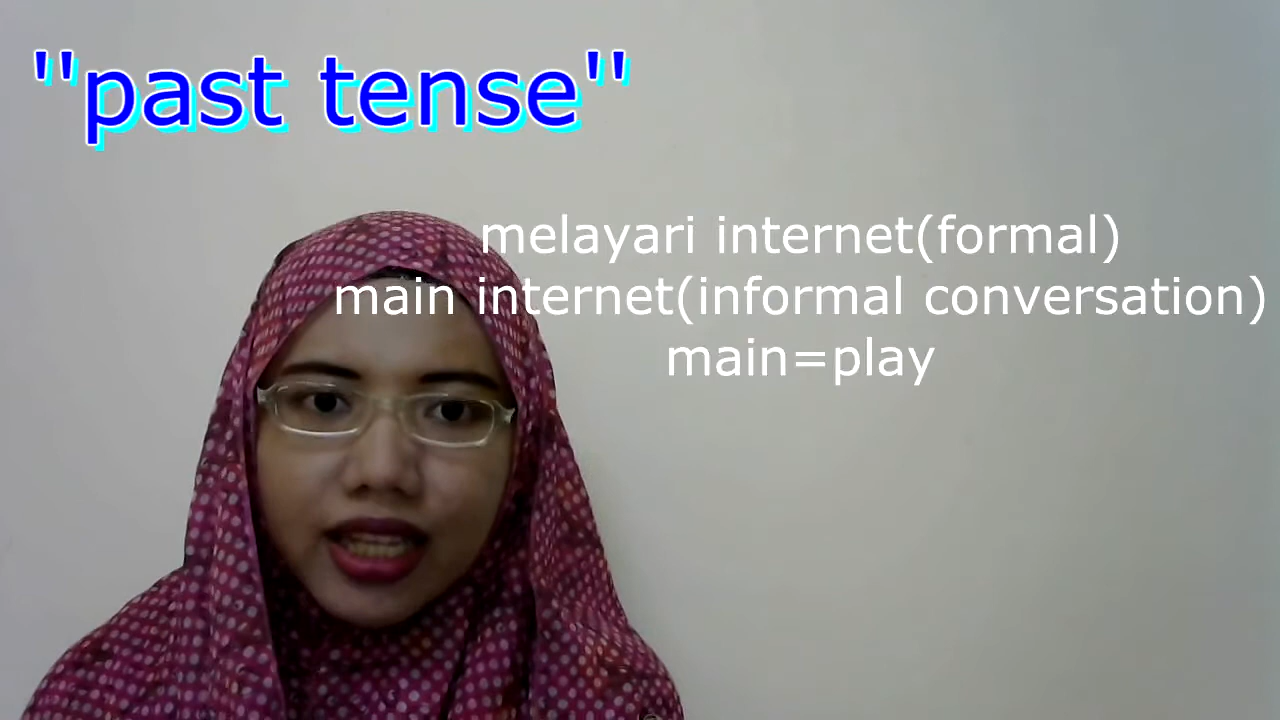 "past tense"
melayari internet(formal)
main internet(informal conversation)
main=play